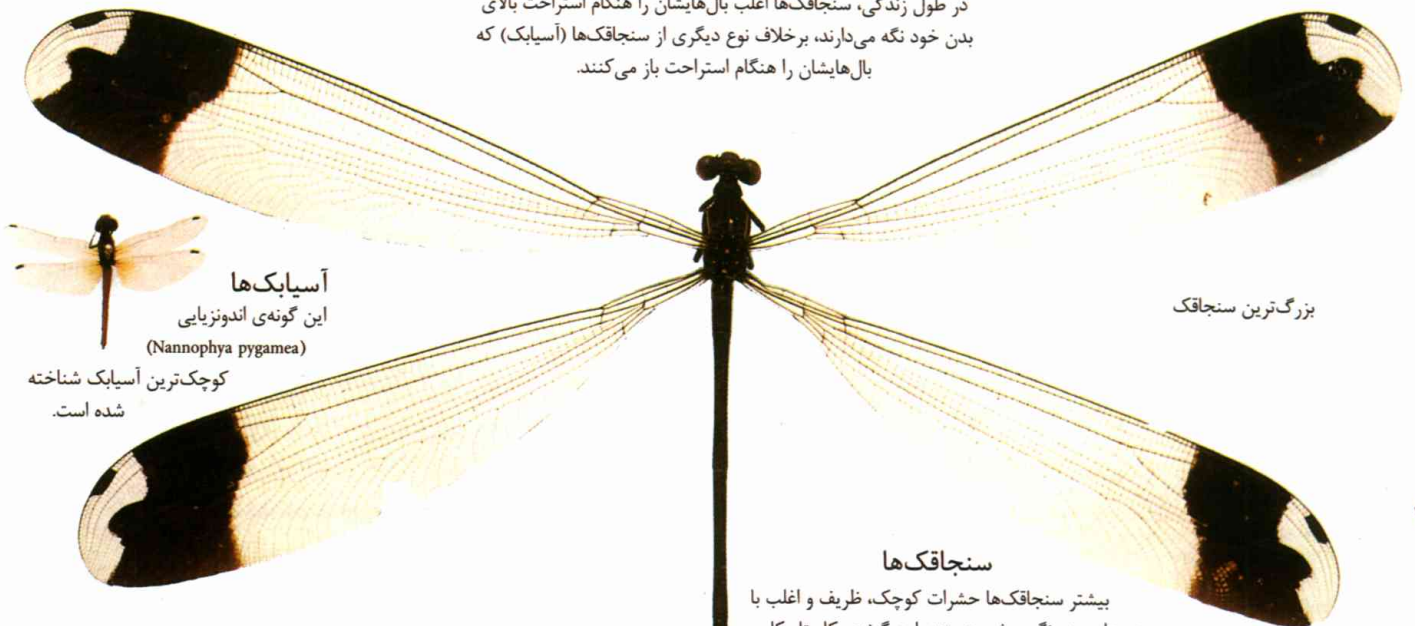 در طول زندگی، سنجاقک‌ها اغلب بال‌هایشان را هنگام استراحت بالای
بدن خود نگه می‌دارند، برخلاف نوع دیگری از سنجاقک‌ها (آسیابک) که
بال‌هایشان را هنگام استراحت باز می‌کنند.
بزرگ‌ترین سنجاقک
آسیابک‌ها
این گونه‌ی اندونزیایی
(Nannophya pygamea)
کوچک‌ترین آسیابک شناخته
شده است.
سنجاقک‌ها
بیشتر سنجاقک‌ها حشرات کوچک، ظریف و اغلب با